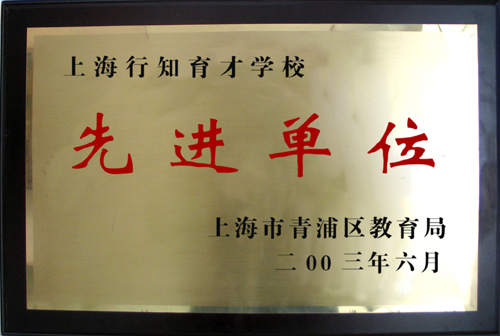 上海行知育才学校
先进单位
上海市青浦区教育局
二00三年六月